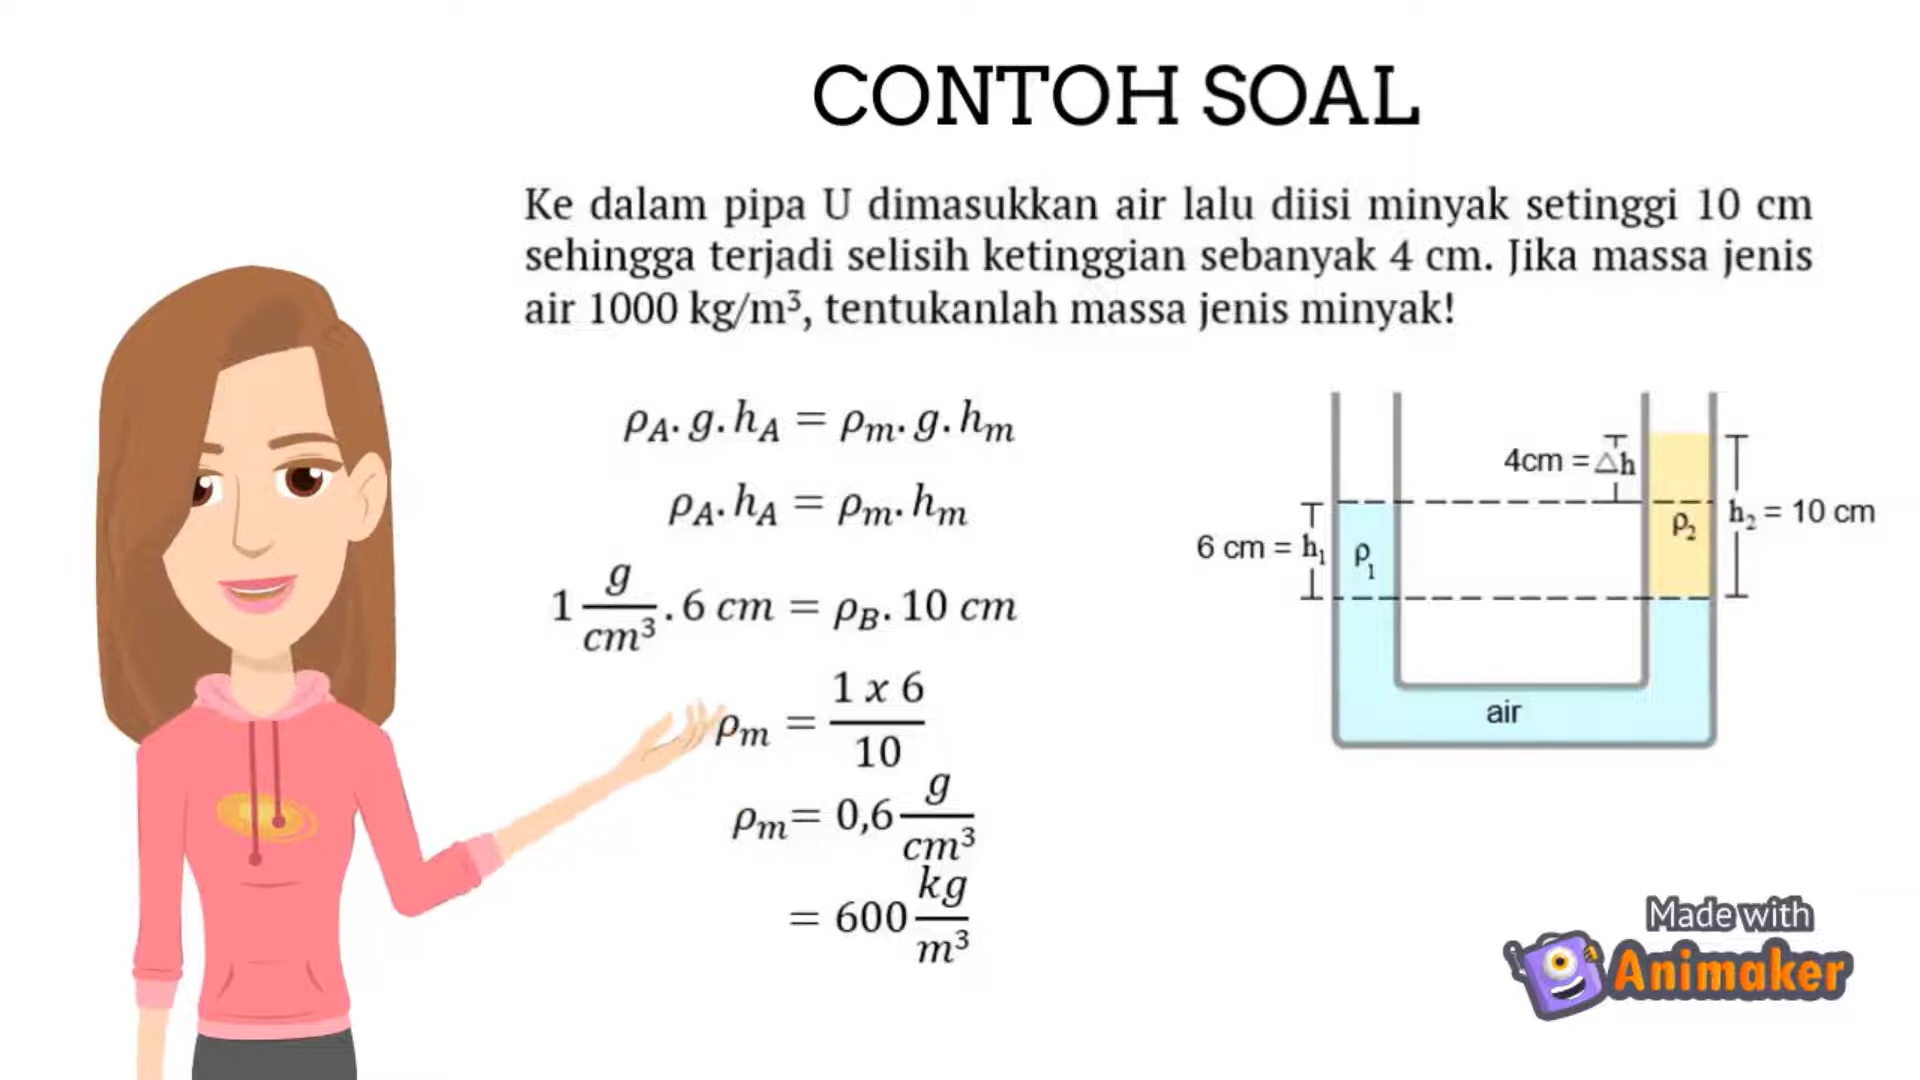 CONTOH SOAL
Ke dalam pipa U dimasukkan air lalu diisi minyak setinggi 10 cm
sehingga terjadi selisih ketinggian sebanyak 4 cm. Jika massa jenis
air 1000 kg/m³, tentukanlah massa jenis minyak!
ρA. g. hA = ρm. g. hm
ρA. hA = ρm. hm
1 g/cm³ . 6 cm = ρB. 10 cm
ρm = 1 x 6 / 10
ρm = 0,6 g/cm³
= 600 kg/m³
4cm = △h
6 cm = h₁
ρ₁
ρ₂
h₂ = 10 cm
air
Made with
Animaker